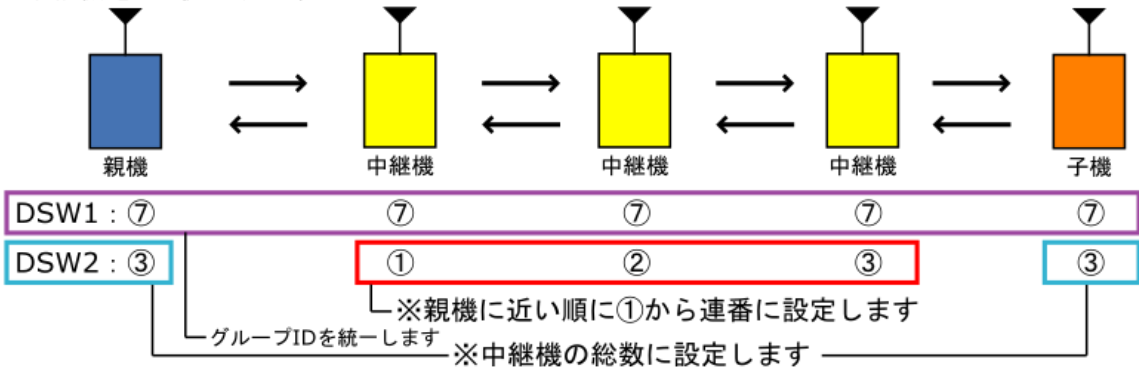 親機 中継機 中継機 中継機 子機
DSW1：⑦ ⑦ ⑦ ⑦ ⑦
DSW2：③ ① ② ③ ③
※親機に近い順に①から連番に設定します
グループIDを統一します
※中継機の総数に設定します